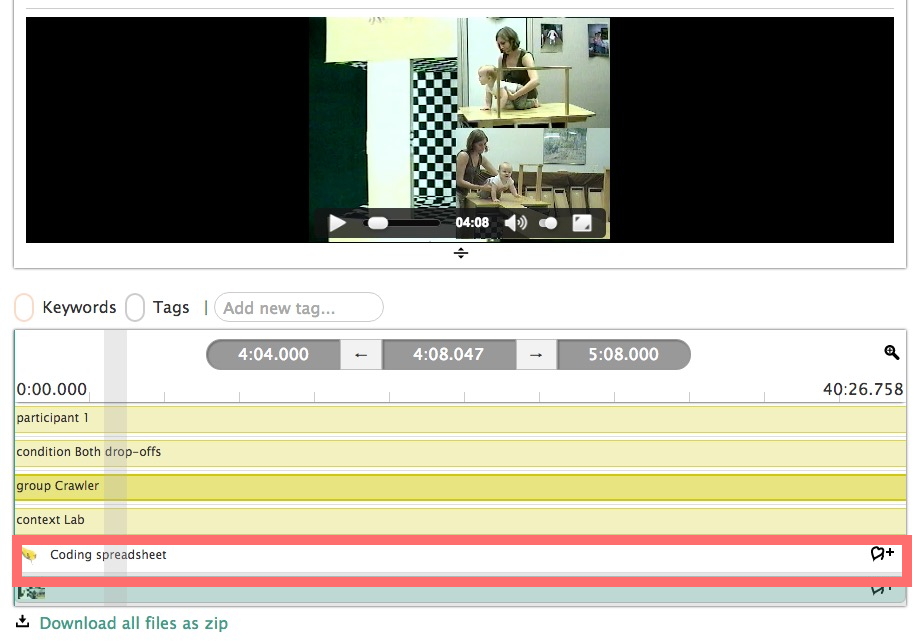 04:08
Keywords Tags | Add new tag...
4:04.000 ← 4:08.047 → 5:08.000
0:00.000 40:26.758
participant 1
condition Both drop-offs
group Crawler
context Lab
Coding spreadsheet
Download all files as zip